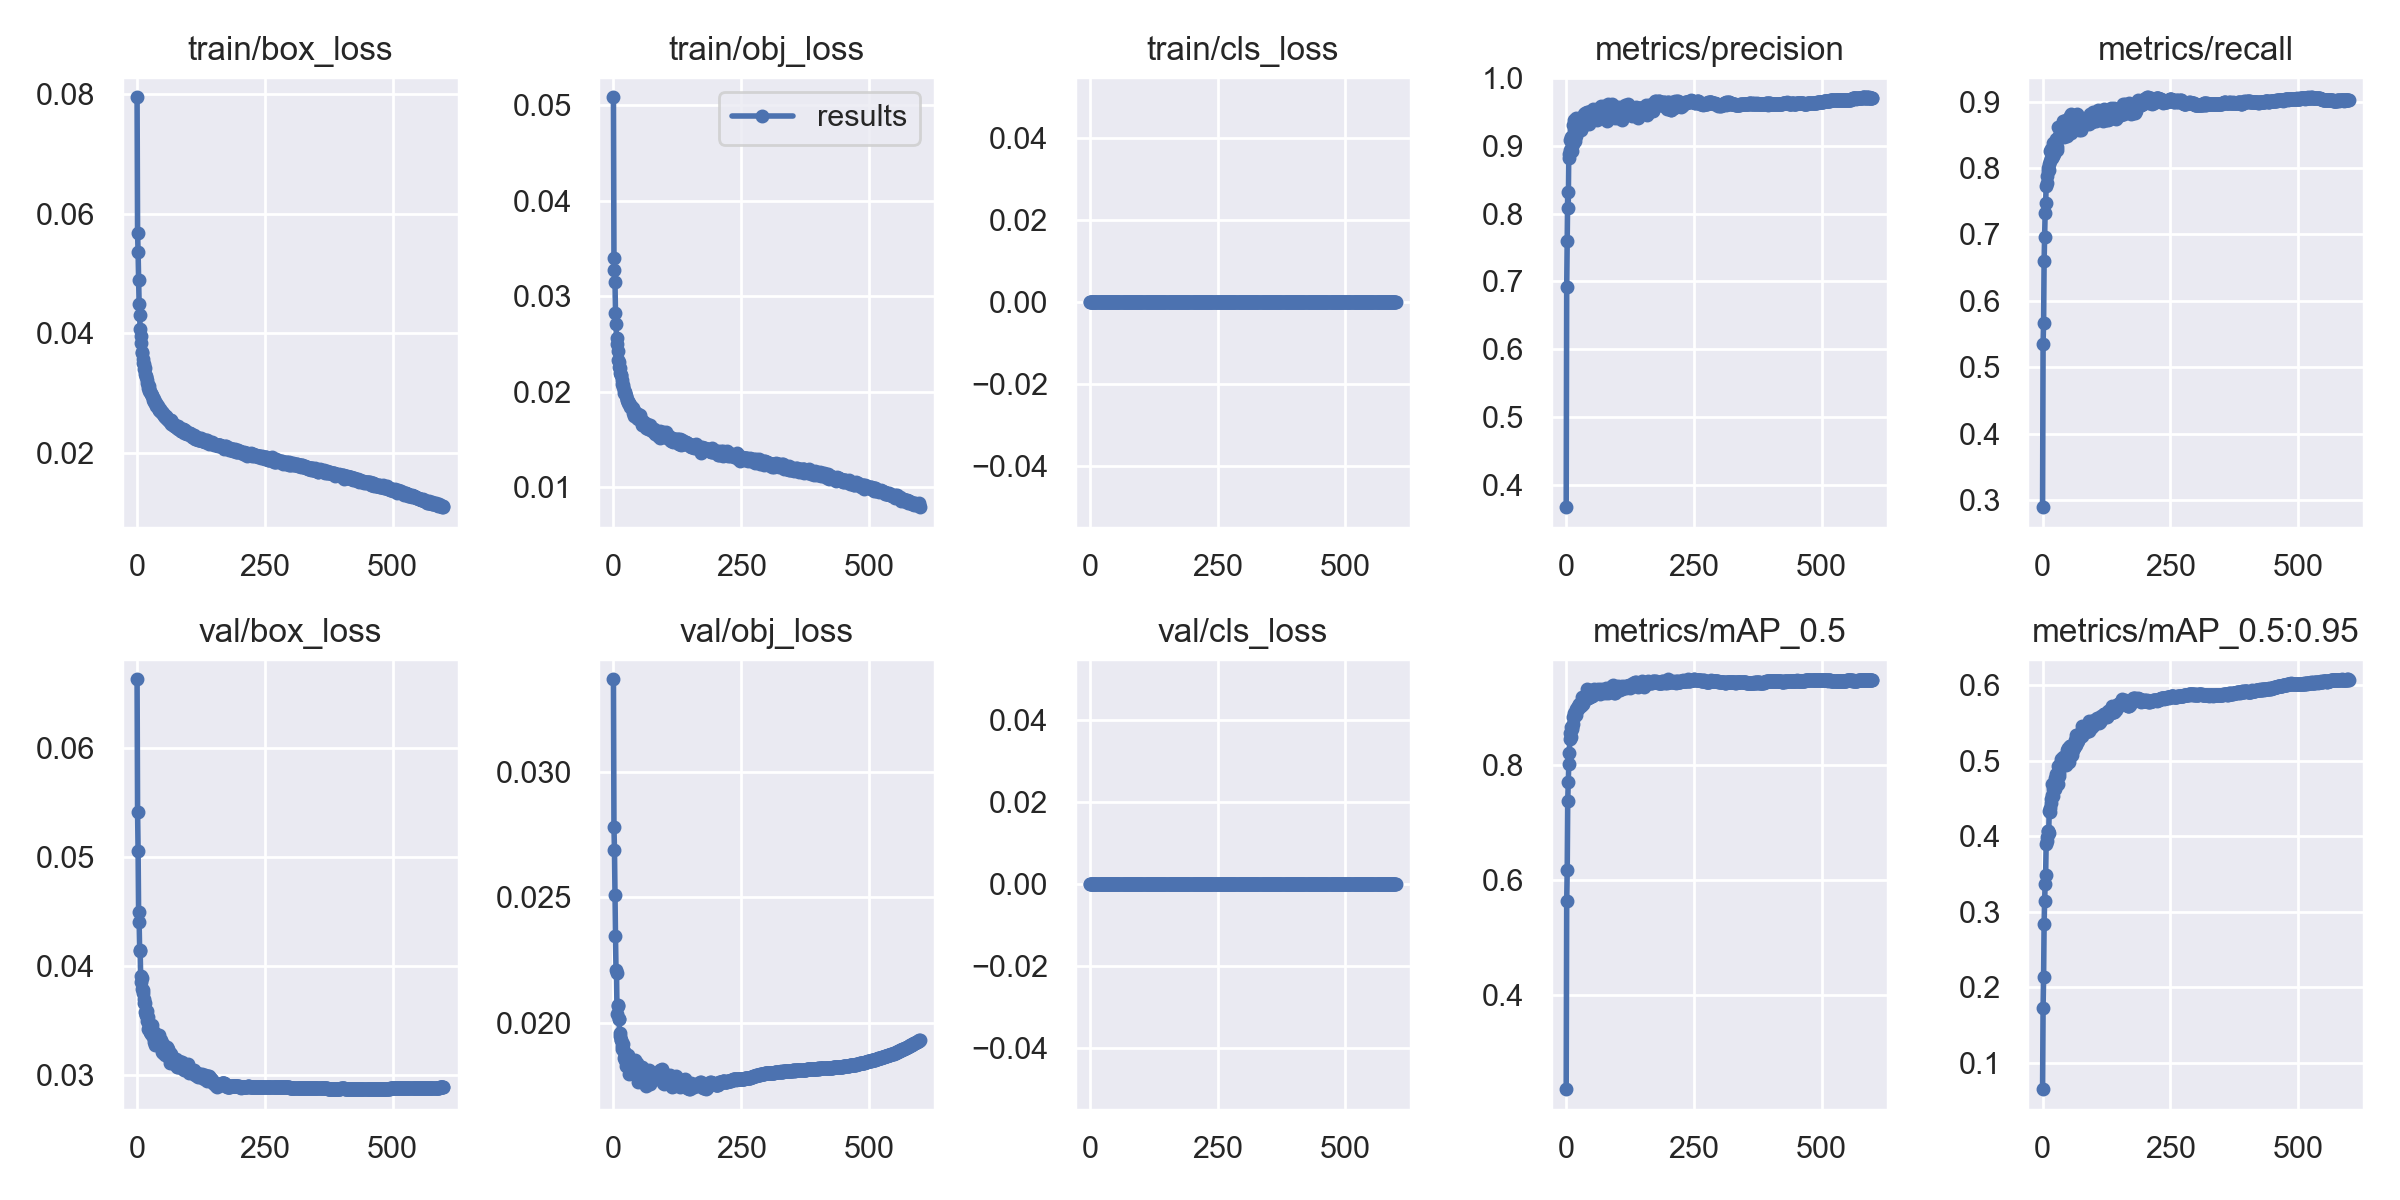 train/box_loss
0.08
0.06
0.04
0.02
0 250 500
train/obj_loss
results
0.05
0.04
0.03
0.02
0.01
0 250 500
train/cls_loss
0.04
0.02
0.00
−0.02
−0.04
0 250 500
metrics/precision
1.0
0.9
0.8
0.7
0.6
0.5
0.4
0 250 500
metrics/recall
0.9
0.8
0.7
0.6
0.5
0.4
0.3
0 250 500
val/box_loss
0.06
0.05
0.04
0.03
0 250 500
val/obj_loss
0.030
0.025
0.020
0 250 500
val/cls_loss
0.04
0.02
0.00
−0.02
−0.04
0 250 500
metrics/mAP_0.5
0.8
0.6
0.4
0 250 500
metrics/mAP_0.5:0.95
0.6
0.5
0.4
0.3
0.2
0.1
0 250 500